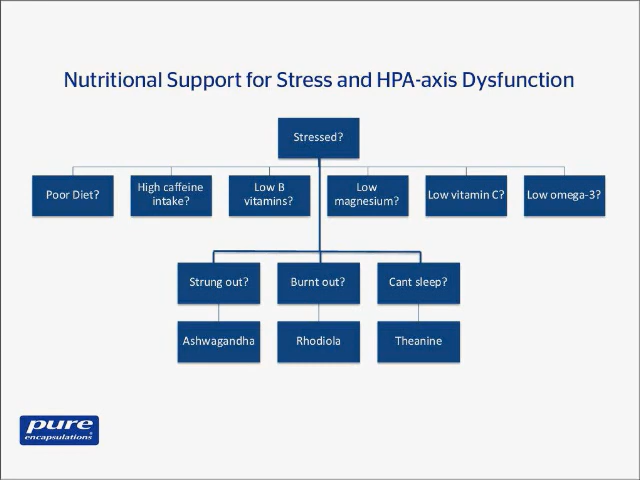 Nutritional Support for Stress and HPA-axis Dysfunction
Stressed?
Poor Diet?
High caffeine
intake?
Low B
vitamins?
Low
magnesium?
Low vitamin C?
Low omega-3?
Strung out?
Burnt out?
Cant sleep?
Ashwagandha
Rhodiola
Theanine
pure
encapsulations®